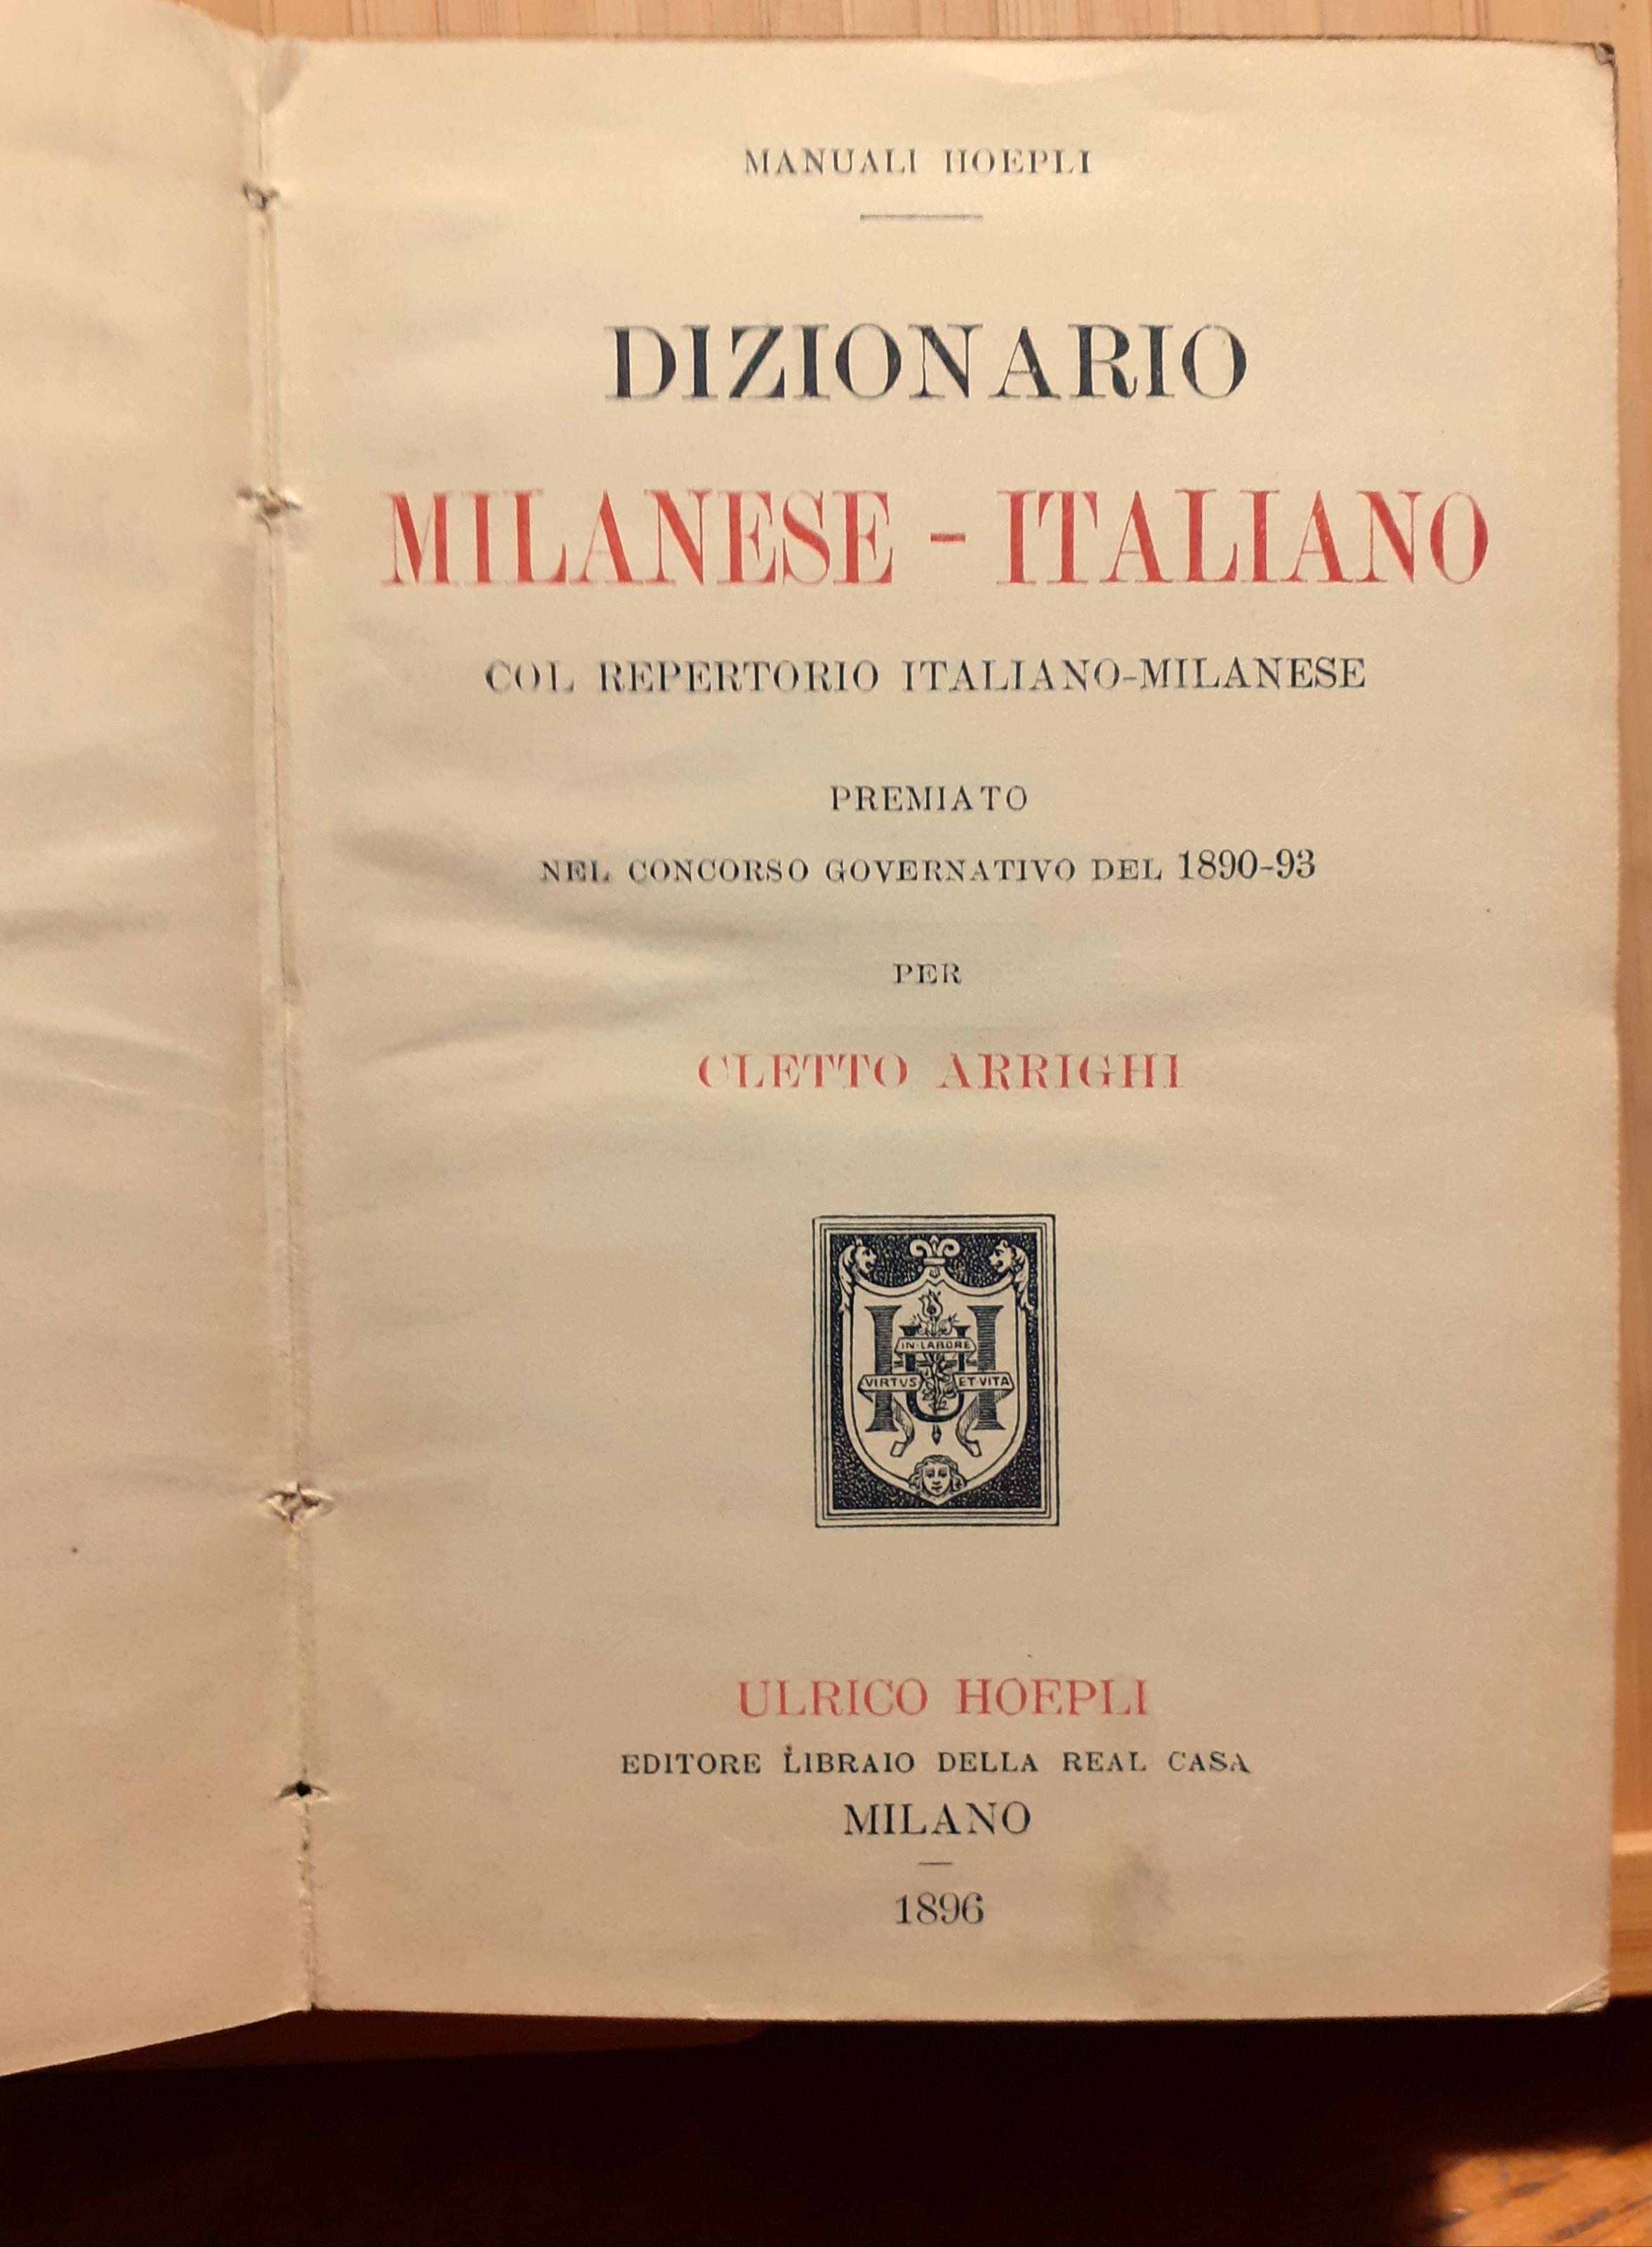 MANUALI HOEPLI
DIZIONARIO
MILANESE - ITALIANO
COL REPERTORIO ITALIANO-MILANESE
PREMIATO
NEL CONCORSO GOVERNATIVO DEL 1890-93
PER
CLETTO ARRIGHI
IN LABORE
VIRTVS ET VITA
ULRICO HOEPLI
EDITORE LIBRAIO DELLA REAL CASA
MILANO
1896